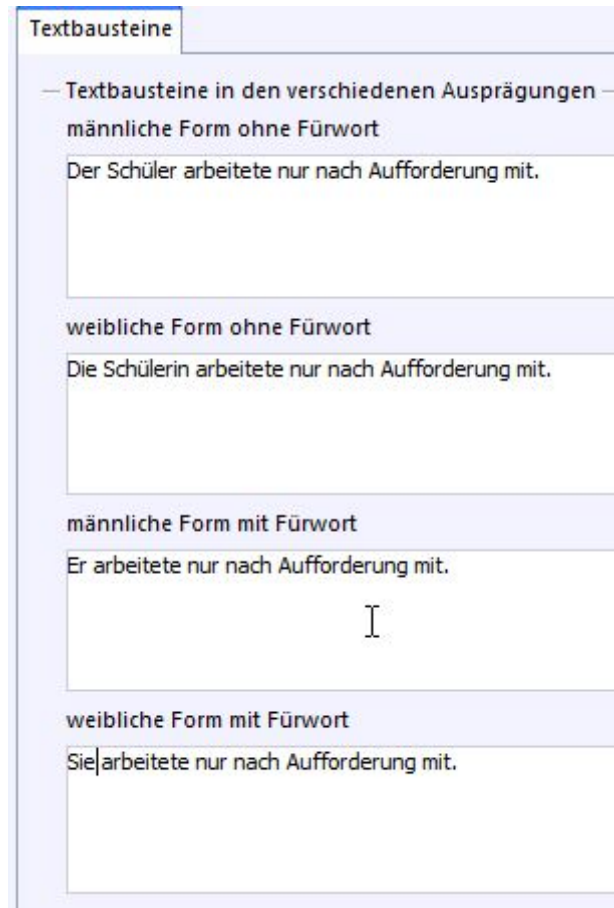 Textbausteine
Textbausteine in den verschiedenen Ausprägungen
männliche Form ohne Fürwort
Der Schüler arbeitete nur nach Aufforderung mit.
weibliche Form ohne Fürwort
Die Schülerin arbeitete nur nach Aufforderung mit.
männliche Form mit Fürwort
Er arbeitete nur nach Aufforderung mit.
weibliche Form mit Fürwort
Sie arbeitete nur nach Aufforderung mit.